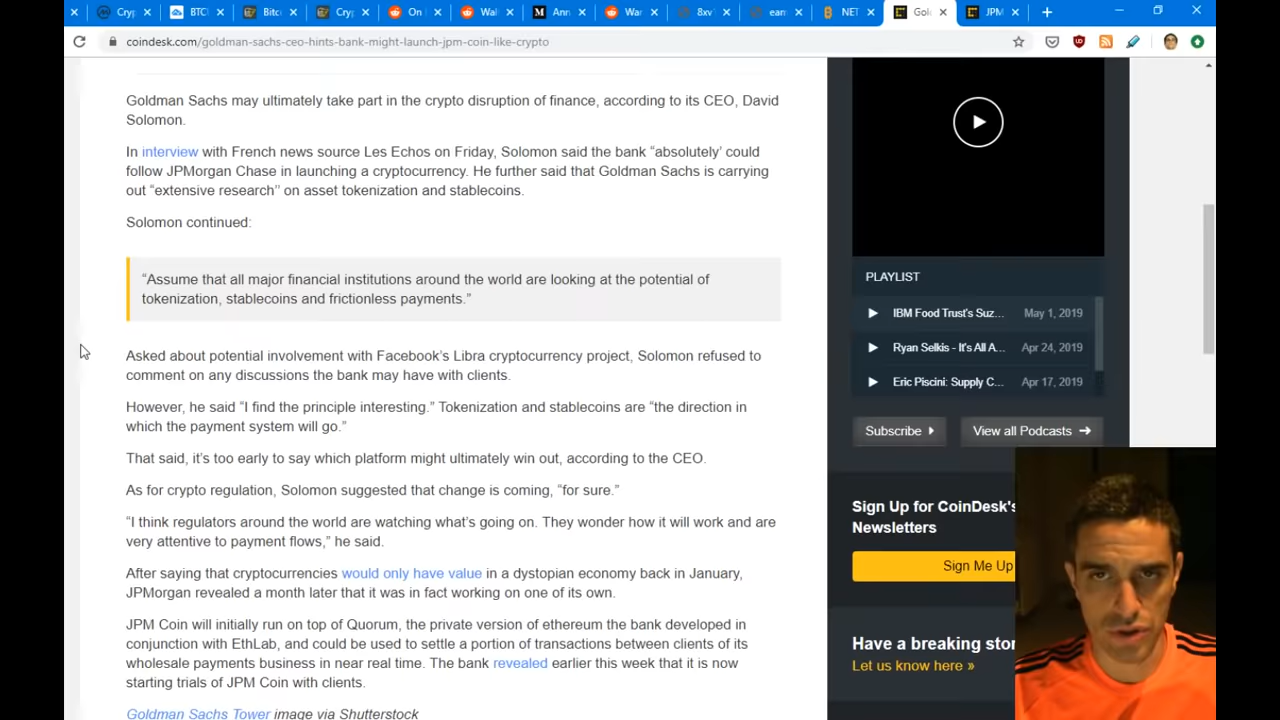 Cryp
BTC
Bitc
Cryp
On
Wal
Ann
War
8xv
ear
NET
Gol
JPM
coindesk.com/goldman-sachs-ceo-hints-bank-might-launch-jpm-coin-like-crypto
Goldman Sachs may ultimately take part in the crypto disruption of finance, according to its CEO, David
Solomon.
In interview with French news source Les Echos on Friday, Solomon said the bank “absolutely’ could
follow JPMorgan Chase in launching a cryptocurrency. He further said that Goldman Sachs is carrying
out “extensive research” on asset tokenization and stablecoins.
Solomon continued:
“Assume that all major financial institutions around the world are looking at the potential of
tokenization, stablecoins and frictionless payments.”
Asked about potential involvement with Facebook’s Libra cryptocurrency project, Solomon refused to
comment on any discussions the bank may have with clients.
However, he said “I find the principle interesting.” Tokenization and stablecoins are “the direction in
which the payment system will go.”
That said, it’s too early to say which platform might ultimately win out, according to the CEO.
As for crypto regulation, Solomon suggested that change is coming, “for sure.”
“I think regulators around the world are watching what’s going on. They wonder how it will work and are
very attentive to payment flows,” he said.
After saying that cryptocurrencies would only have value in a dystopian economy back in January,
JPMorgan revealed a month later that it was in fact working on one of its own.
JPM Coin will initially run on top of Quorum, the private version of ethereum the bank developed in
conjunction with EthLab, and could be used to settle a portion of transactions between clients of its
wholesale payments business in near real time. The bank revealed earlier this week that it is now
starting trials of JPM Coin with clients.
Goldman Sachs Tower image via Shutterstock
PLAYLIST
IBM Food Trust's Suz... May 1, 2019
Ryan Selkis - It's All A... Apr 24, 2019
Eric Piscini: Supply C... Apr 17, 2019
Subscribe
View all Podcasts
Sign Up for CoinDesk's
Newsletters
Sign Me Up
Have a breaking stor
Let us know here »